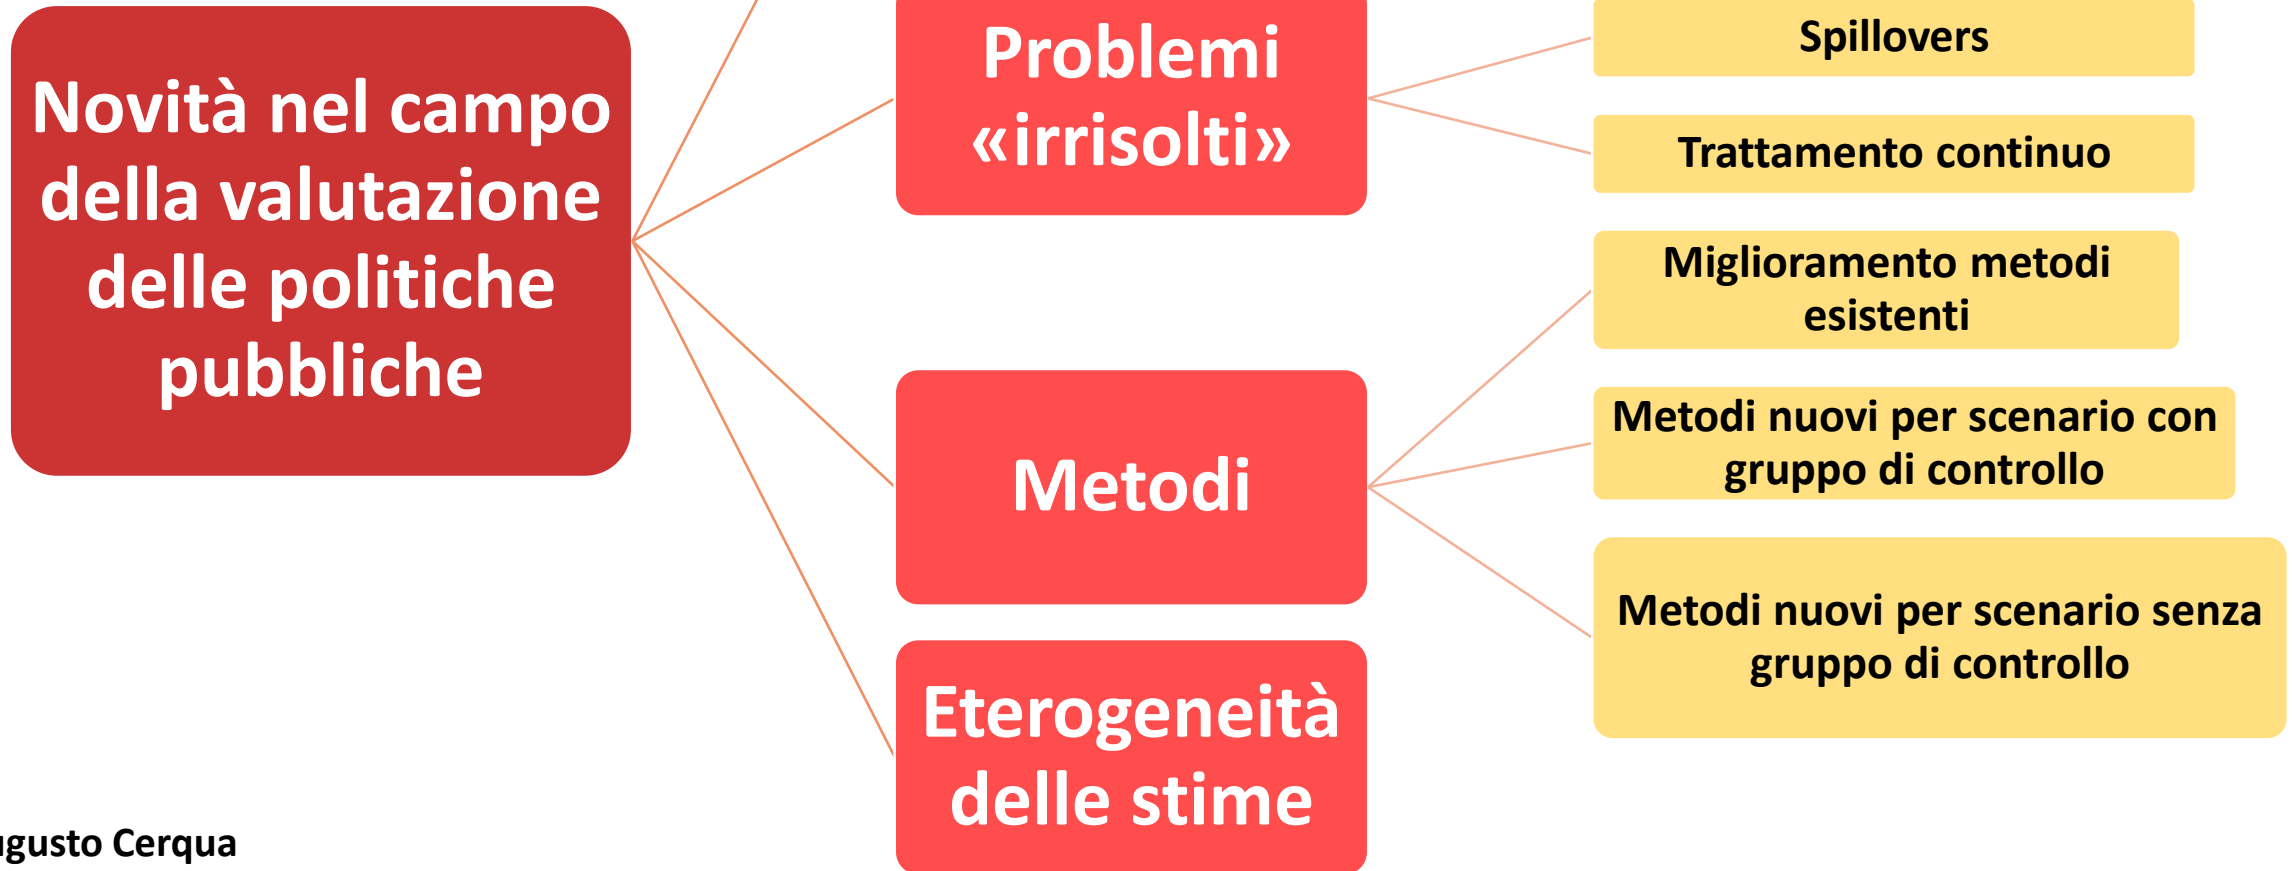 Novità nel campo
della valutazione
delle politiche
pubbliche
Problemi
«irrisolti»
Spillovers
Trattamento continuo
Metodi
Miglioramento metodi
esistenti
Metodi nuovi per scenario con
gruppo di controllo
Metodi nuovi per scenario senza
gruppo di controllo
Eterogeneità
delle stime
Cerqua